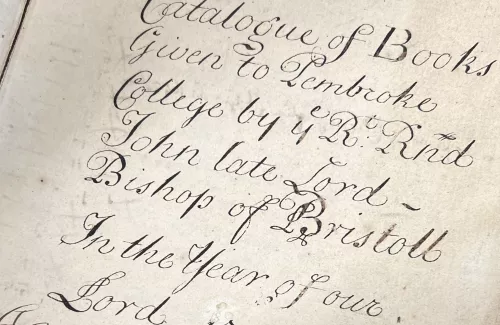 Catalogue of Books
Given to Pembroke
College by yᵉ Rᵗ Rnd
John late Lord -
Bishop of Bristoll
In the Year of our
Lord